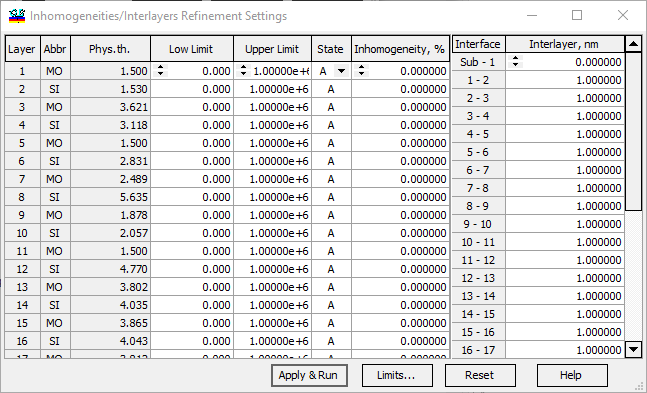 Inhomogeneities/Interlayers Refinement Settings
Layer Abbr Phys.th. Low Limit Upper Limit State Inhomogeneity, % Interface Interlayer, nm
1 MO 1.500 0.000 1.00000e+6 A 0.000000 Sub - 1 0.000000
2 SI 1.530 0.000 1.00000e+6 A 0.000000 1 - 2 1.000000
3 MO 3.621 0.000 1.00000e+6 A 0.000000 2 - 3 1.000000
4 SI 3.118 0.000 1.00000e+6 A 0.000000 3 - 4 1.000000
5 MO 1.500 0.000 1.00000e+6 A 0.000000 4 - 5 1.000000
6 SI 2.831 0.000 1.00000e+6 A 0.000000 5 - 6 1.000000
7 MO 2.489 0.000 1.00000e+6 A 0.000000 6 - 7 1.000000
8 SI 5.635 0.000 1.00000e+6 A 0.000000 7 - 8 1.000000
9 MO 1.878 0.000 1.00000e+6 A 0.000000 8 - 9 1.000000
10 SI 2.057 0.000 1.00000e+6 A 0.000000 9 - 10 1.000000
11 MO 1.500 0.000 1.00000e+6 A 0.000000 10 - 11 1.000000
12 SI 4.770 0.000 1.00000e+6 A 0.000000 11 - 12 1.000000
13 MO 3.802 0.000 1.00000e+6 A 0.000000 12 - 13 1.000000
14 SI 4.035 0.000 1.00000e+6 A 0.000000 13 - 14 1.000000
15 MO 3.865 0.000 1.00000e+6 A 0.000000 14 - 15 1.000000
16 SI 4.043 0.000 1.00000e+6 A 0.000000 15 - 16 1.000000
17 MO 0.000 1.00000e+6 A 0.000000 16 - 17 1.000000
Apply & Run Limits... Reset Help